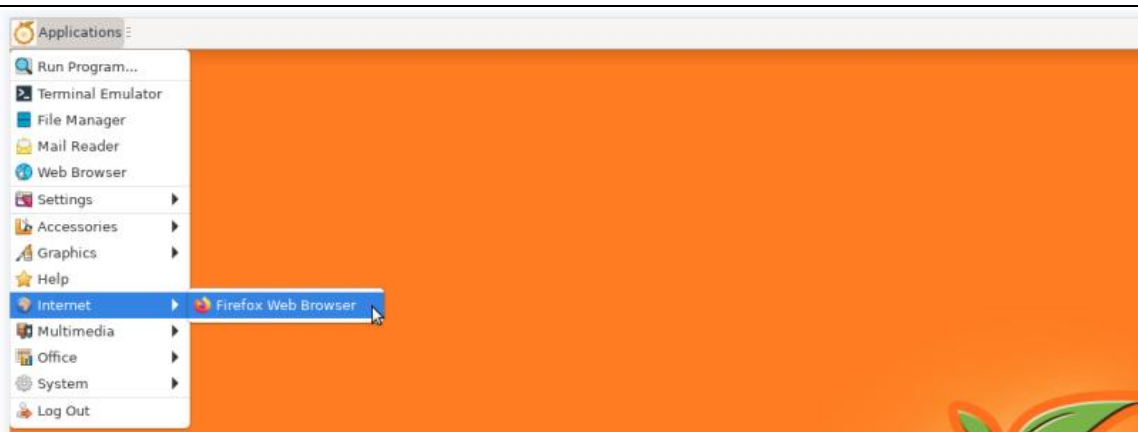 Applications
Run Program...
Terminal Emulator
File Manager
Mail Reader
Web Browser
Settings
Accessories
Graphics
Help
Internet
Firefox Web Browser
Multimedia
Office
System
Log Out